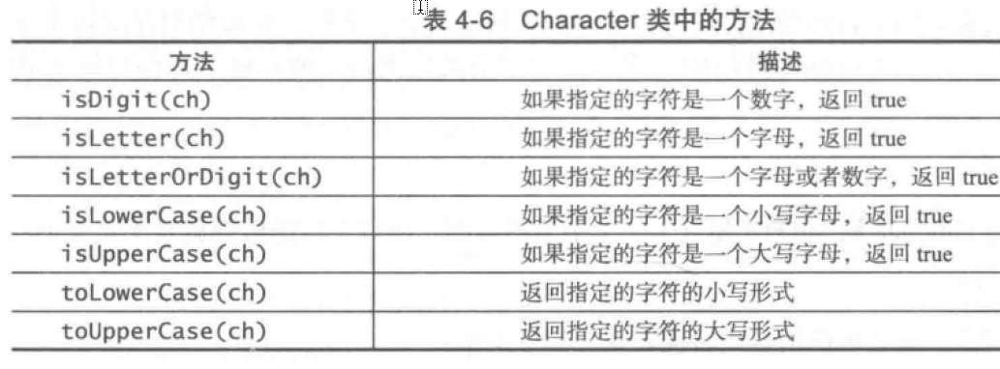 表 4-6 Character 类中的方法
方法 描述
isDigit(ch) 如果指定的字符是一个数字，返回 true
isLetter(ch) 如果指定的字符是一个字母，返回 true
isLetterOrDigit(ch) 如果指定的字符是一个字母或者数字，返回 true
isLowerCase(ch) 如果指定的字符是一个小写字母，返回 true
isUpperCase(ch) 如果指定的字符是一个大写字母，返回 true
toLowerCase(ch) 返回指定的字符的小写形式
toUpperCase(ch) 返回指定的字符的大写形式